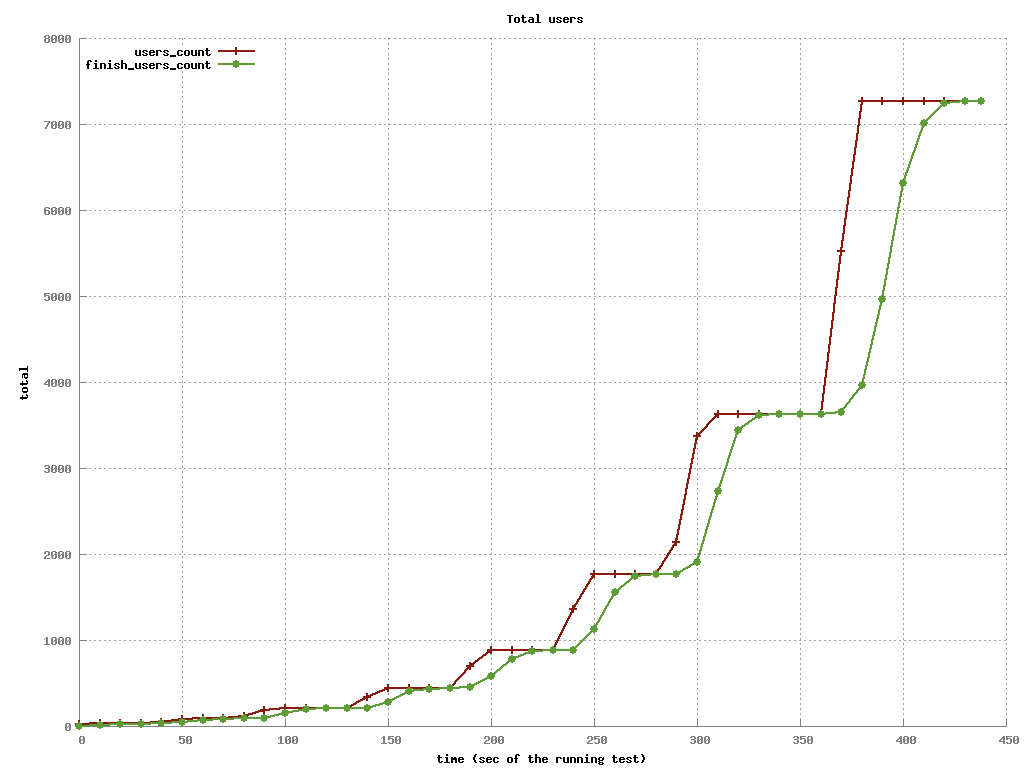 Total users
users_count
finish_users_count
8000
7000
6000
5000
4000
3000
2000
1000
0
total
0 50 100 150 200 250 300 350 400 450
time (sec of the running test)